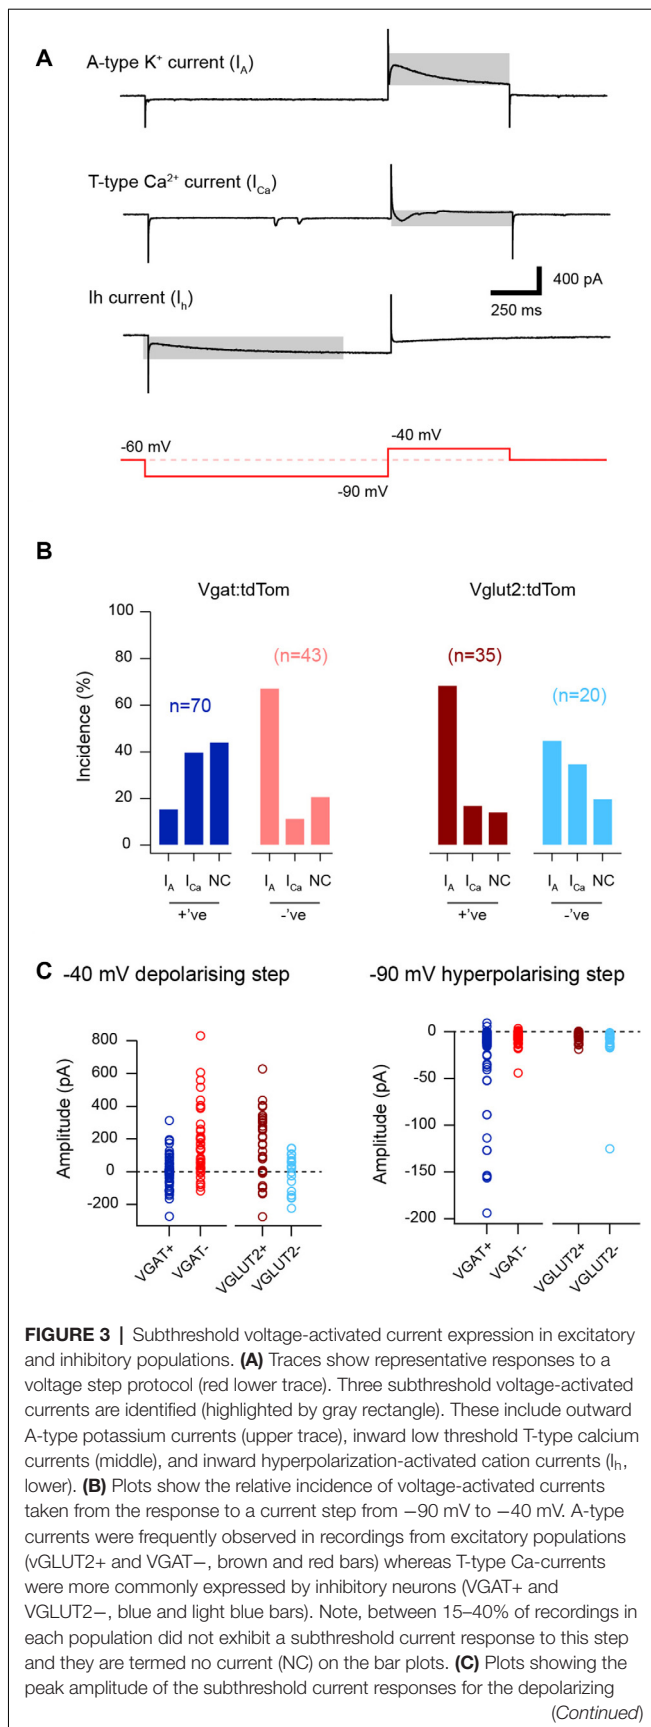 A
A-type K+ current (IA)
T-type Ca2+ current (ICa)
400 pA
250 ms
Ih current (Ih)
-60 mV
-40 mV
-90 mV
B
Vgat:tdTom
Vglut2:tdTom
Incidence (%)
100
80
60
40
20
0
n=70
(n=43)
(n=35)
(n=20)
IA ICa NC
IA ICa NC
IA ICa NC
IA ICa NC
+'ve
-'ve
+'ve
-'ve
C
-40 mV depolarising step
-90 mV hyperpolarising step
Amplitude (pA)
800
600
400
200
0
-200
VGAT+
VGAT-
VGLUT2+
VGLUT2-
Amplitude (pA)
0
-50
-100
-150
-200
VGAT+
VGAT-
VGLUT2+
VGLUT2-
FIGURE 3 | Subthreshold voltage-activated current expression in excitatory
and inhibitory populations. (A) Traces show representative responses to a
voltage step protocol (red lower trace). Three subthreshold voltage-activated
currents are identified (highlighted by gray rectangle). These include outward
A-type potassium currents (upper trace), inward low threshold T-type calcium
currents (middle), and inward hyperpolarization-activated cation currents (Ih,
lower). (B) Plots show the relative incidence of voltage-activated currents
taken from the response to a current step from −90 mV to −40 mV. A-type
currents were frequently observed in recordings from excitatory populations
(vGLUT2+ and VGAT−, brown and red bars) whereas T-type Ca-currents
were more commonly expressed by inhibitory neurons (VGAT+ and
VGLUT2−, blue and light blue bars). Note, between 15–40% of recordings in
each population did not exhibit a subthreshold current response to this step
and they are termed no current (NC) on the bar plots. (C) Plots showing the
peak amplitude of the subthreshold current responses for the depolarizing
(Continued)